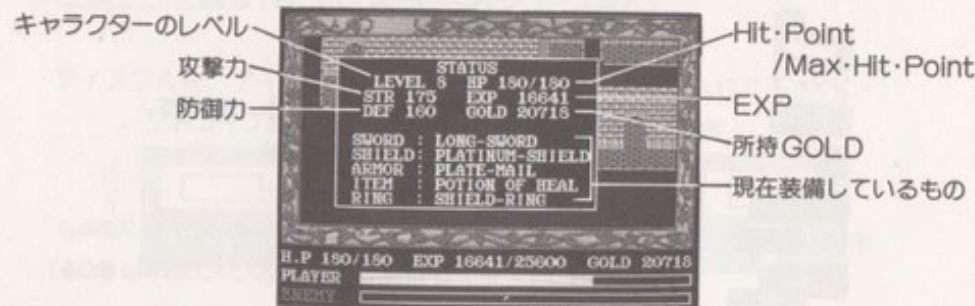 キャラクターのレベル
攻撃力
防御力
STATUS
LEVEL 8 HP 180/180
STR 175 EXP 16641
DEF 160 GOLD 20718
SWORD : LONG-SWORD
SHIELD : PLATINUM-SHIELD
ARMOR : PLATE-MAIL
ITEM : POTION OF HEAL
RING : SHIELD-RING
H.P 180/180 EXP 16641/25600 GOLD 20718
PLAYER
ENEMY
Hit・Point
/Max・Hit・Point
EXP
所持GOLD
現在装備しているもの